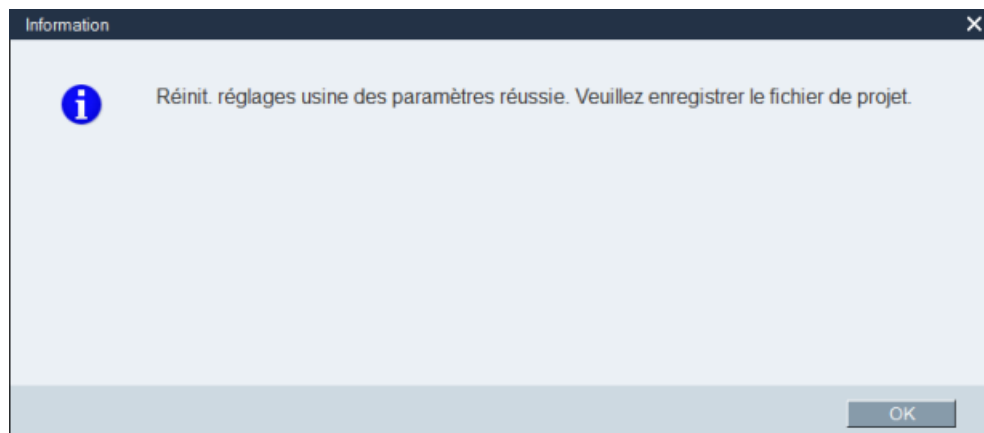 Information
Réinit. réglages usine des paramètres réussie. Veuillez enregistrer le fichier de projet.
OK